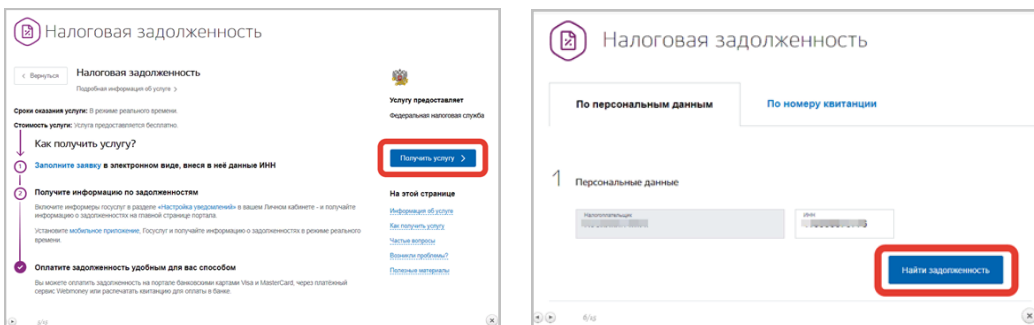 Налоговая задолженность
Вернуться
Налоговая задолженность
Подробная информация об услуге
Сроки оказания услуги: В режиме реального времени.
Стоимость услуги: Услуга предоставляется бесплатно.
Как получить услугу?
1 Заполните заявку в электронном виде, внеся в неё данные ИНН
2 Получите информацию по задолженностям
Включите информеры госуслуг в разделе «Настройка уведомлений» в вашем Личном кабинете - и получайте
информацию о задолженностях на главной странице портала.
Установите мобильное приложение, Госуслуг и получайте информацию о задолженностях в режиме реального
времени.
Оплатите задолженность удобным для вас способом
Вы можете оплатить задолженность на портале банковскими картами Visa и MasterCard, через платёжный
сервис Webmoney или распечатать квитанцию для оплаты в банке.
Услугу предоставляет
Федеральная налоговая служба
Получить услугу
На этой странице
Информация об услуге
Как получить услугу
Частые вопросы
Возникли проблемы?
Полезные материалы
Налоговая задолженность
По персональным данным
По номеру квитанции
1 Персональные данные
Налогоплательщик
ИНН
Найти задолженность